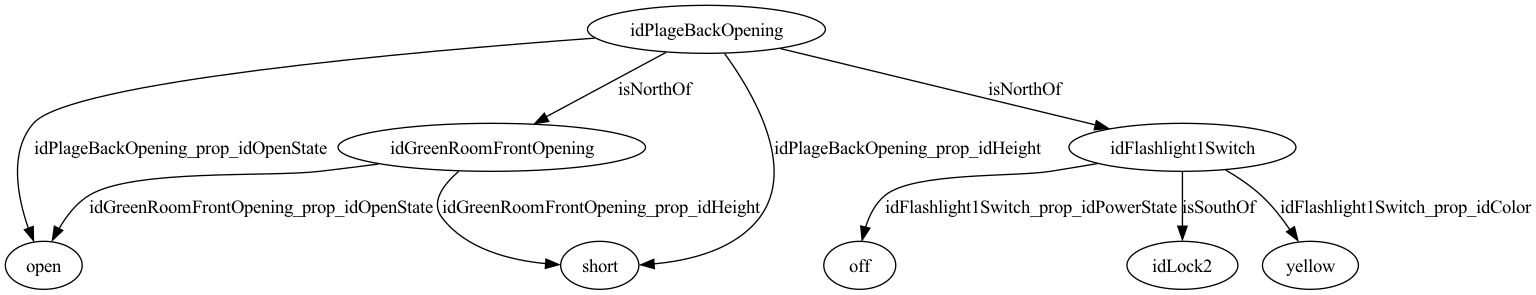 idPlageBackOpening
isNorthOf
isNorthOf
idPlageBackOpening_prop_idOpenState
idGreenRoomFrontOpening
idPlageBackOpening_prop_idHeight
idFlashlight1Switch
idGreenRoomFrontOpening_prop_idOpenState
idGreenRoomFrontOpening_prop_idHeight
idFlashlight1Switch_prop_idPowerState
isSouthOf
idFlashlight1Switch_prop_idColor
open
short
off
idLock2
yellow